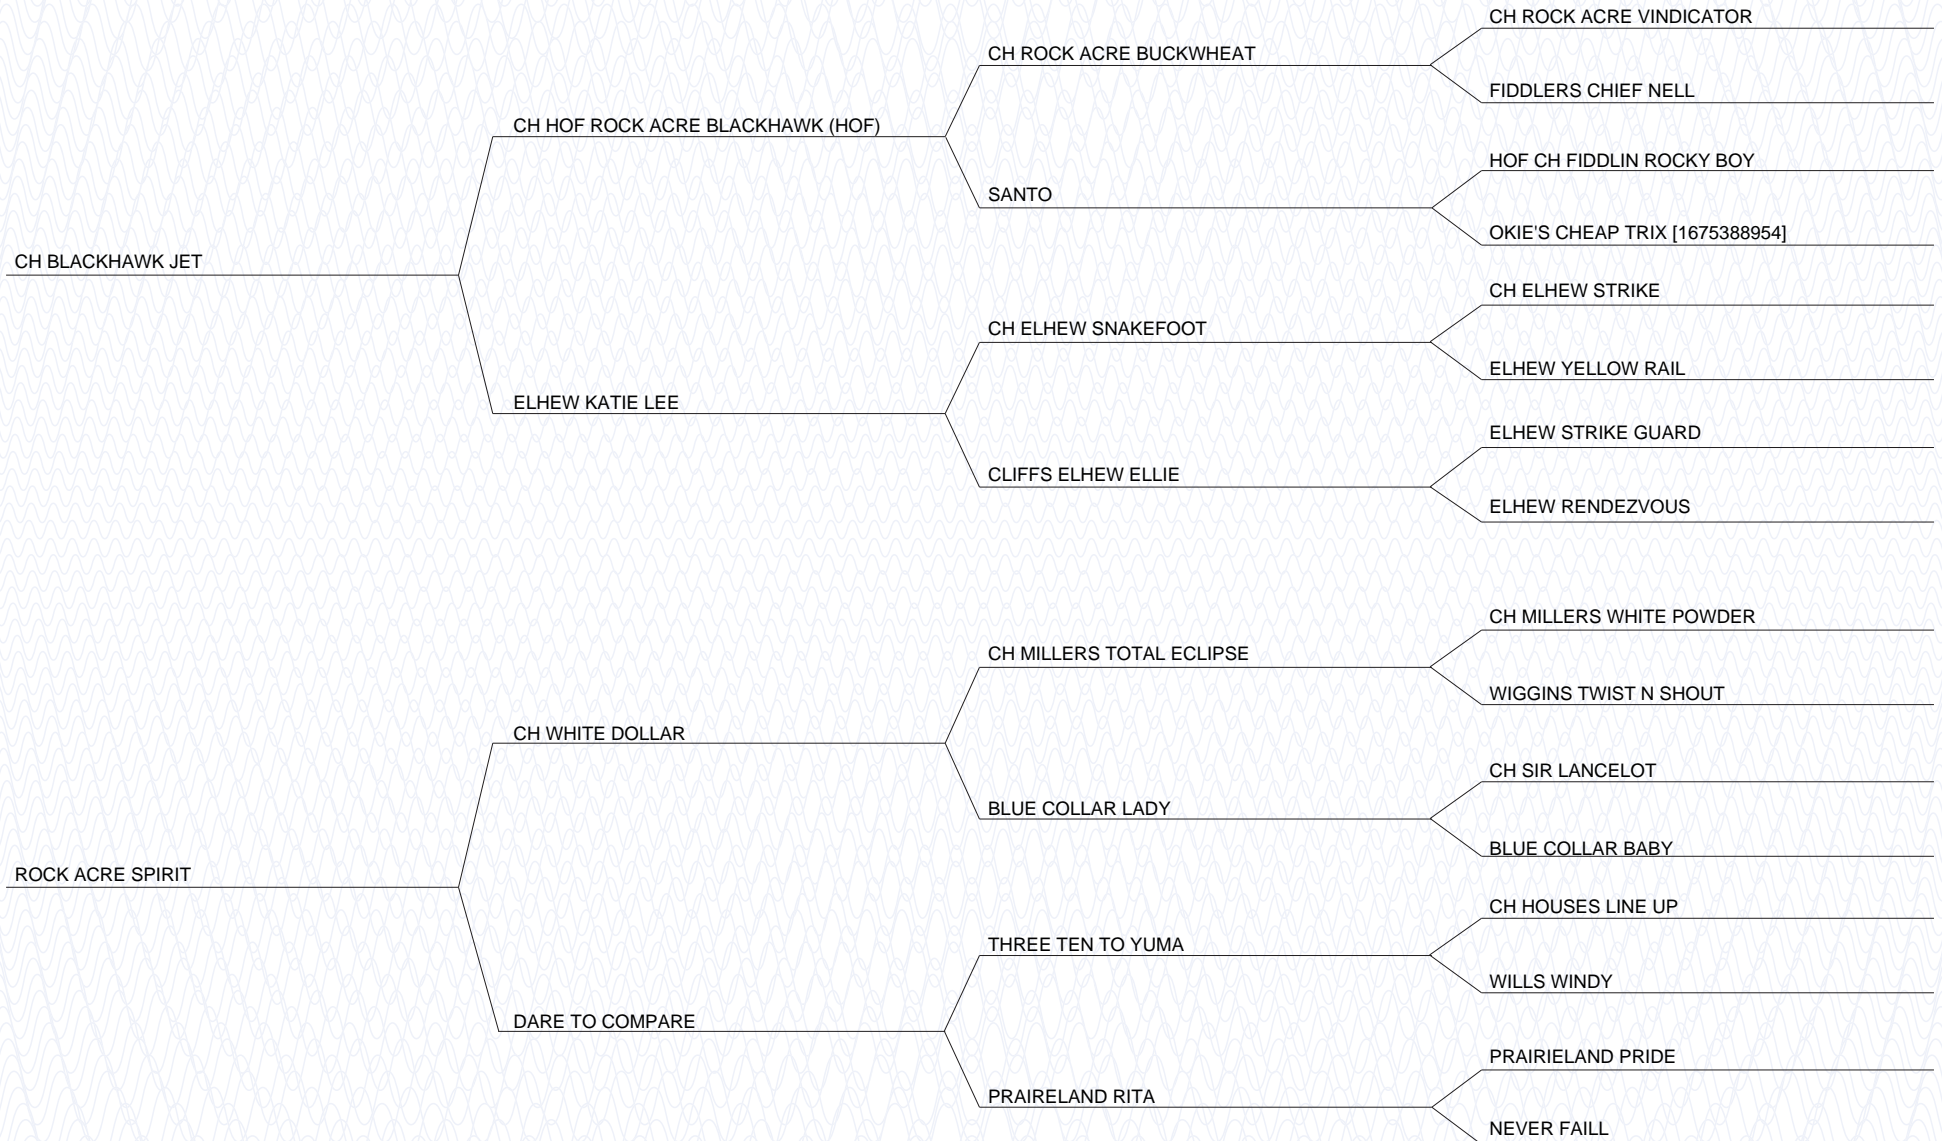 CH ROCK ACRE VINDICATOR
CH ROCK ACRE BUCKWHEAT
FIDDLERS CHIEF NELL
CH HOF ROCK ACRE BLACKHAWK (HOF)
HOF CH FIDDLIN ROCKY BOY
SANTO
OKIE'S CHEAP TRIX [1675388954]
CH BLACKHAWK JET
CH ELHEW STRIKE
CH ELHEW SNAKEFOOT
ELHEW YELLOW RAIL
ELHEW KATIE LEE
ELHEW STRIKE GUARD
CLIFFS ELHEW ELLIE
ELHEW RENDEZVOUS
CH MILLERS WHITE POWDER
CH MILLERS TOTAL ECLIPSE
WIGGINS TWIST N SHOUT
CH WHITE DOLLAR
CH SIR LANCELOT
BLUE COLLAR LADY
BLUE COLLAR BABY
ROCK ACRE SPIRIT
CH HOUSES LINE UP
THREE TEN TO YUMA
WILLS WINDY
DARE TO COMPARE
PRAIRIELAND PRIDE
PRAIRELAND RITA
NEVER FAILL